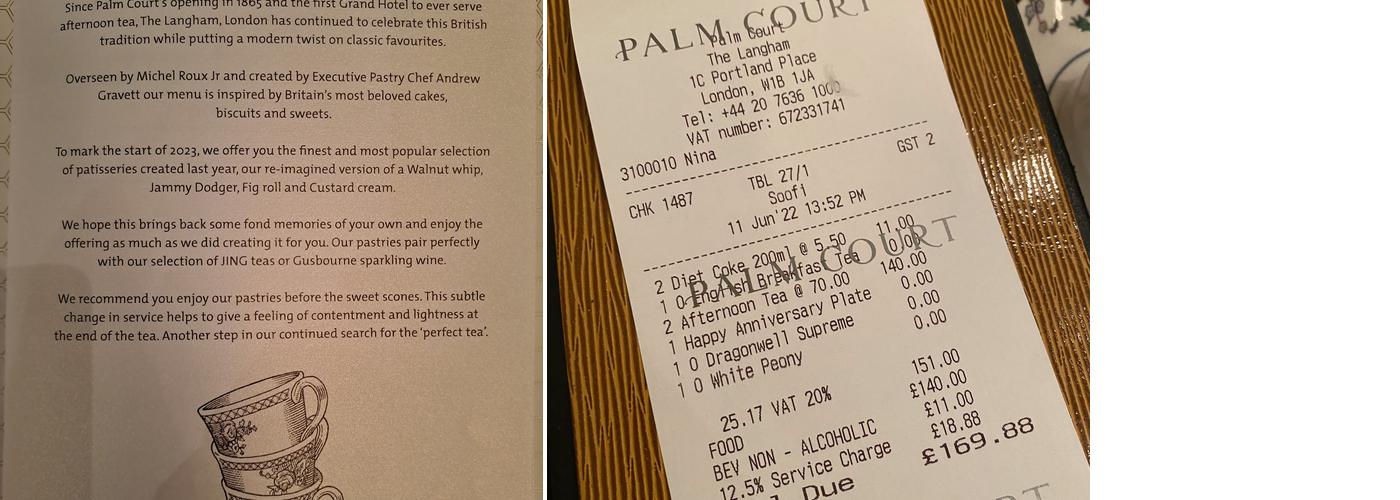 Since Palm Court's opening in 1865 and the first Grand Hotel to ever serve
afternoon tea, The Langham, London has continued to celebrate this British
tradition while putting a modern twist on classic favourites.
Overseen by Michel Roux Jr and created by Executive Pastry Chef Andrew
Gravett our menu is inspired by Britain's most beloved cakes,
biscuits and sweets.
To mark the start of 2023, we offer you the finest and most popular selection
of patisseries created last year, our re-imagined version of a Walnut whip,
Jammy Dodger, Fig roll and Custard cream.
We hope this brings back some fond memories of your own and enjoy the
offering as much as we did creating it for you. Our pastries pair perfectly
with our selection of JING teas or Gusbourne sparkling wine.
We recommend you enjoy our pastries before the sweet scones. This subtle
change in service helps to give a feeling of contentment and lightness at
the end of the tea. Another step in our continued search for the 'perfect tea'.
PALM COURT
Palm Court
The Langham
1C Portland Place
London, W1B 1JA
Tel: +44 20 7636 1000
VAT number: 672331741
3100010 Nina
CHK 1487 TBL 27/1 GST 2
Soofi
11 Jun'22 13:52 PM
PALM COURT
2 Diet Coke 200ml @ 5.50 11.00
1 0 English Breakfast Tea 0.00
2 Afternoon Tea @ 70.00 140.00
1 Happy Anniversary Plate 0.00
1 0 Dragonwell Supreme 0.00
1 0 White Peony 0.00
25.17 VAT 20% 151.00
FOOD £140.00
BEV NON - ALCOHOLIC £11.00
12.5% Service Charge £18.88
Due £169.88